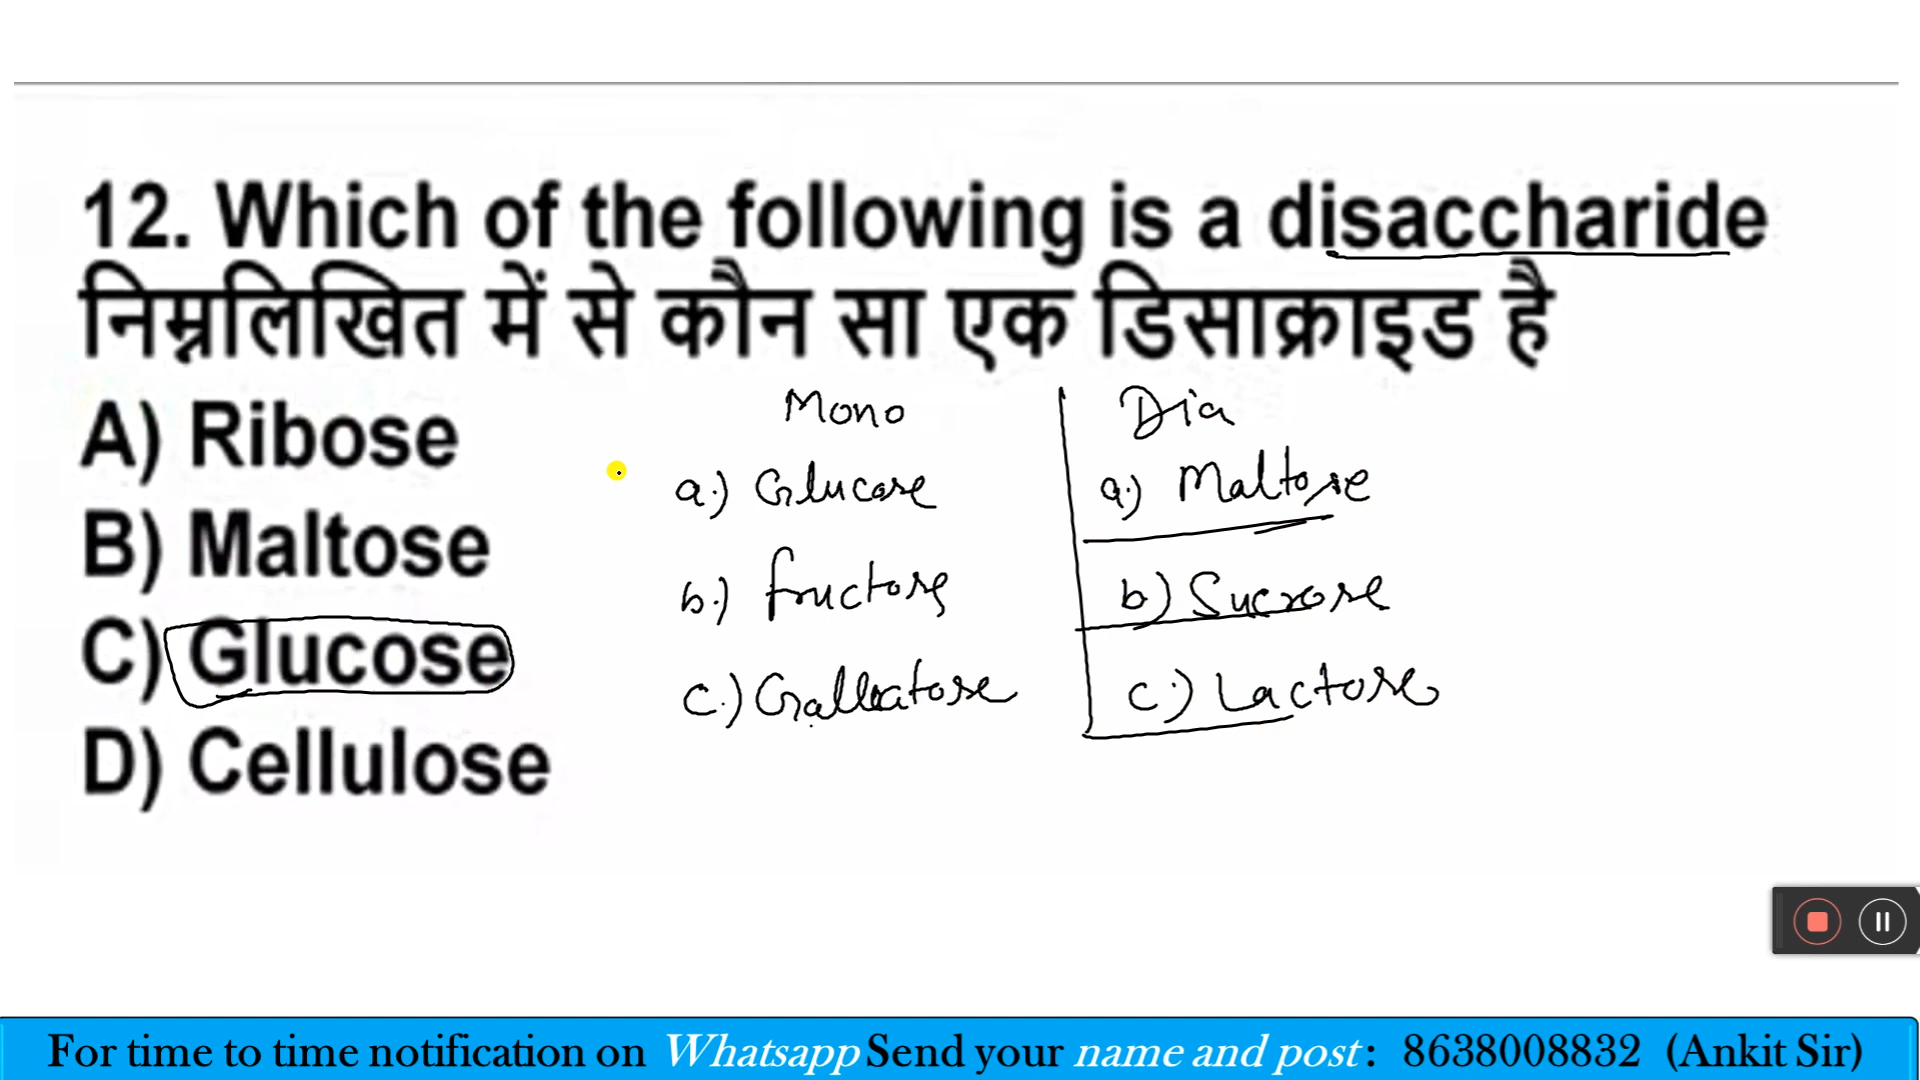 12. Which of the following is a disaccharide
निम्नलिखित में से कौन सा एक डिसाक्राइड है
A) Ribose
B) Maltose
C) Glucose
D) Cellulose
Mono
a.) Glucose
b.) fructose
c.) Gallatose
Dia
a.) Maltose
b) Sucrose
c.) Lactose
For time to time notification on Whatsapp Send your name and post : 8638008832 (Ankit Sir)